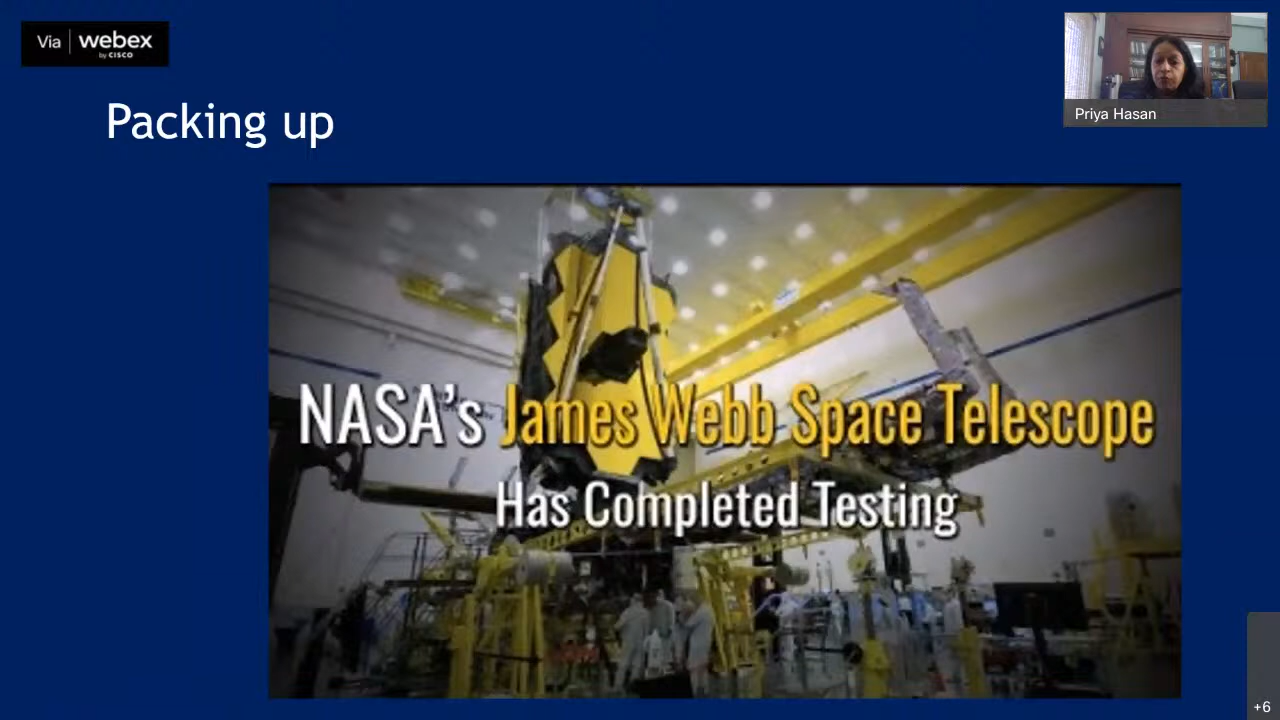 Via | webex
by CISCO
Packing up
Priya Hasan
NASA's James Webb Space Telescope
Has Completed Testing
+6